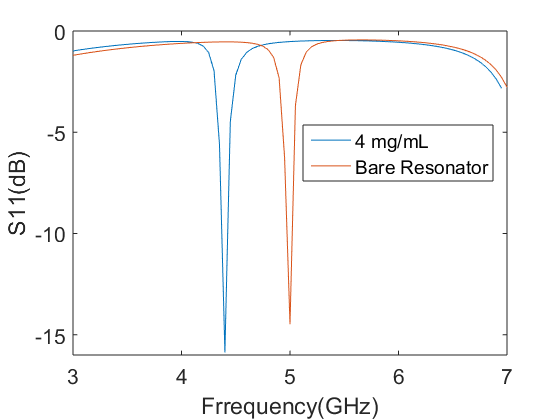 0
-5
-10
-15
S11(dB)
4 mg/mL
Bare Resonator
3 4 5 6 7
Frrequency(GHz)